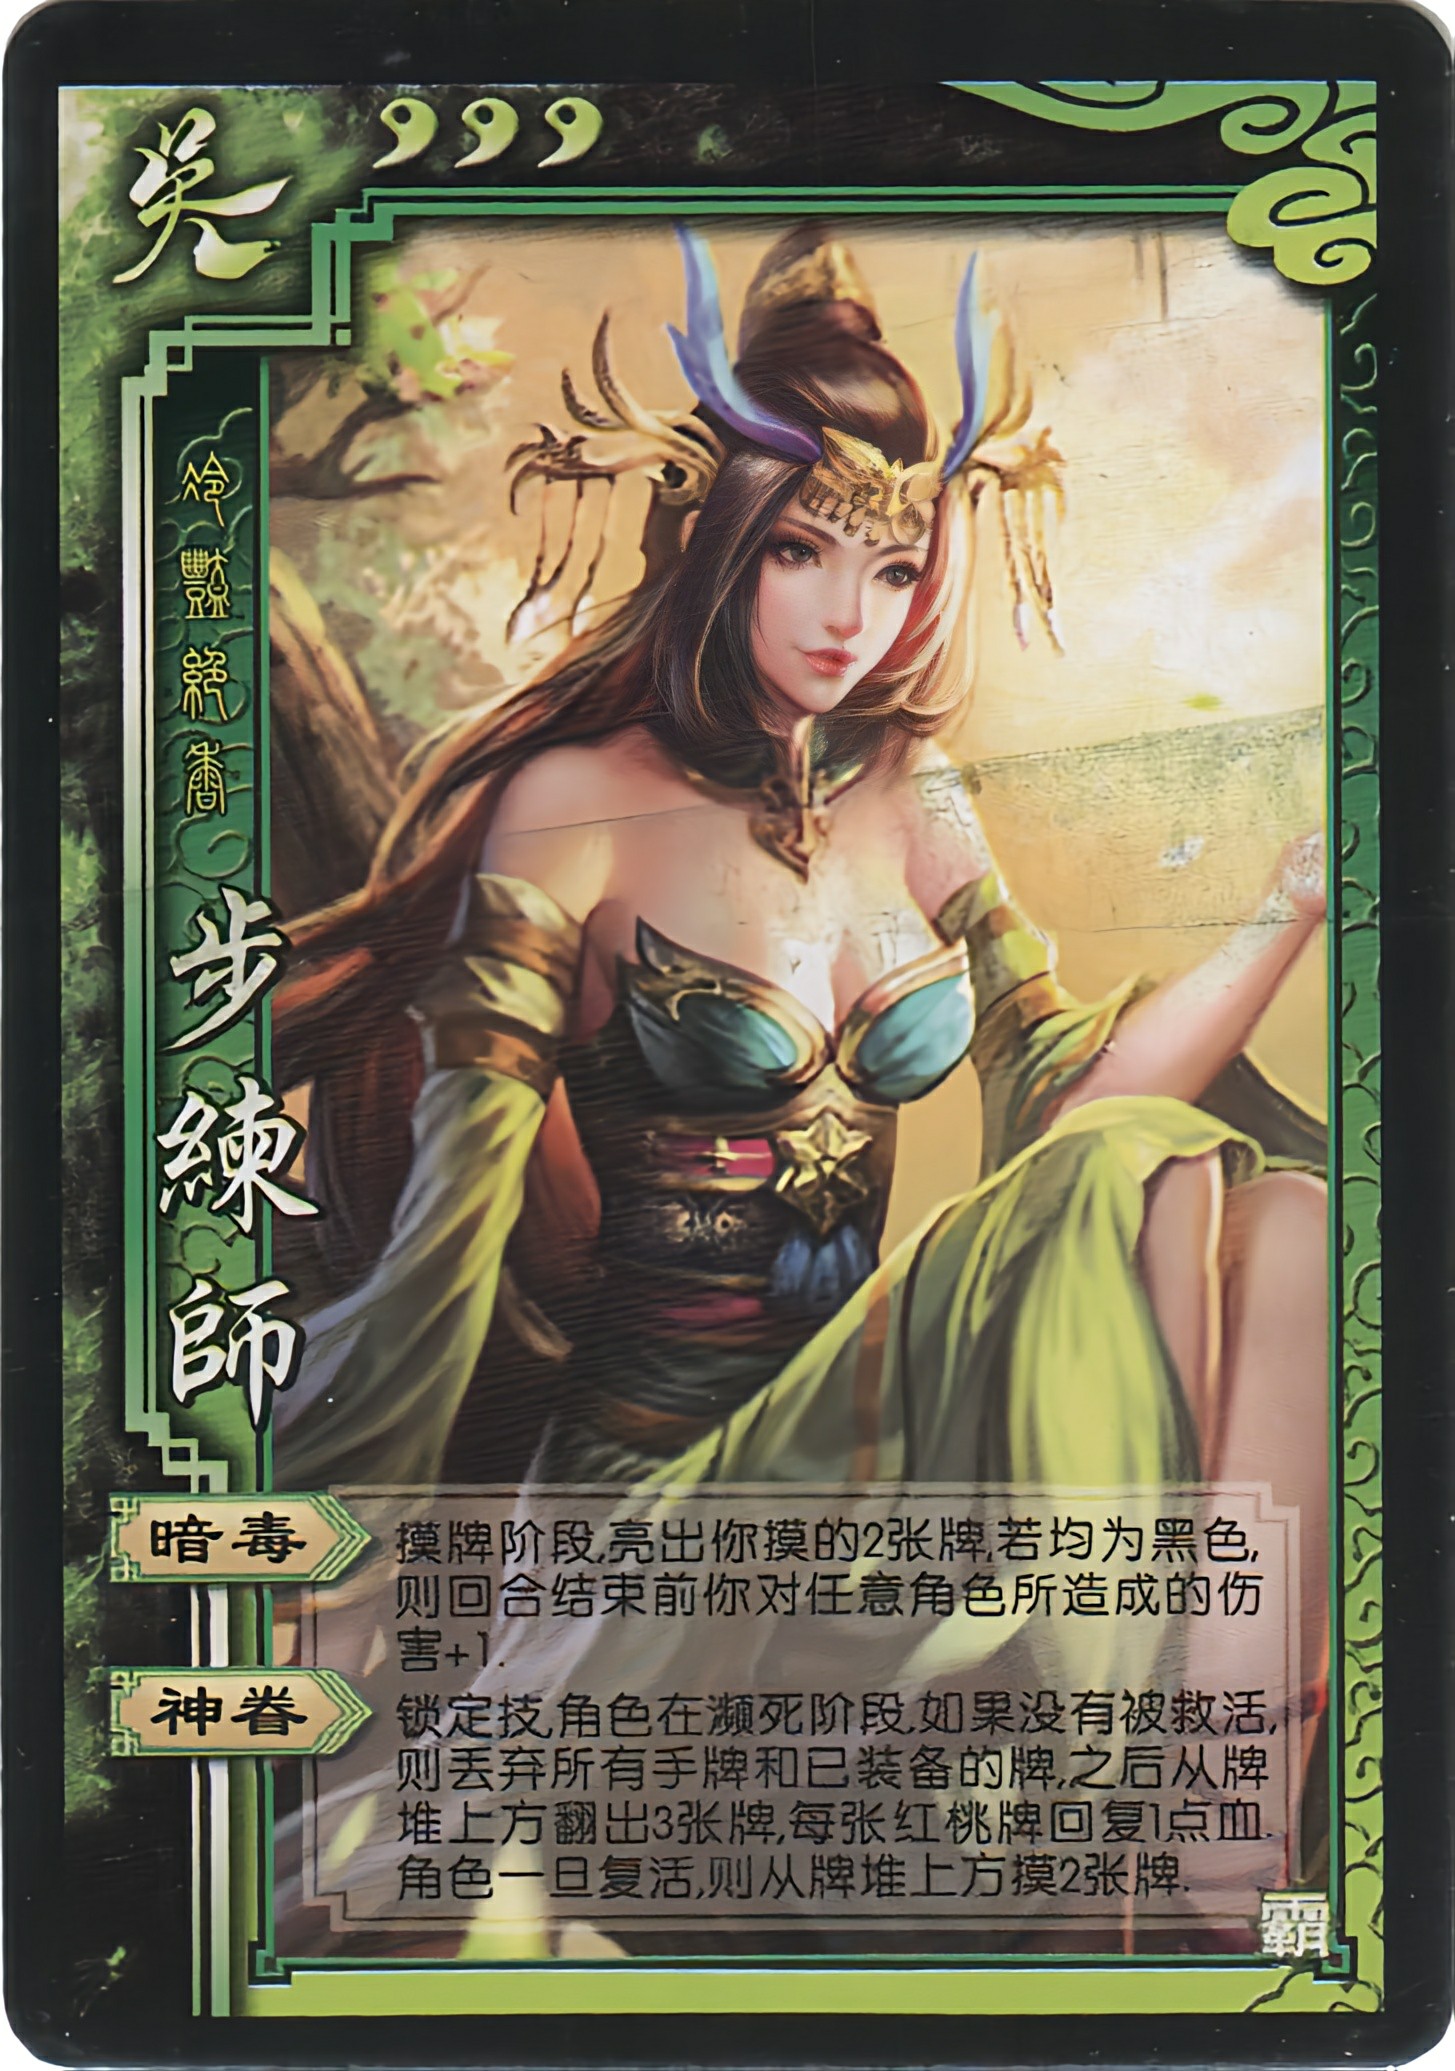 吳
冷艷絕香
步練師
暗毒
摸牌阶段,亮出你摸的2张牌,若均为黑色,
则回合结束前你对任意角色所造成的伤
害+1.
神眷
锁定技,角色在濒死阶段,如果没有被救活,
则丢弃所有手牌和已装备的牌,之后从牌
堆上方翻出3张牌,每张红桃牌回复1点血.
角色一旦复活,则从牌堆上方摸2张牌.
霸